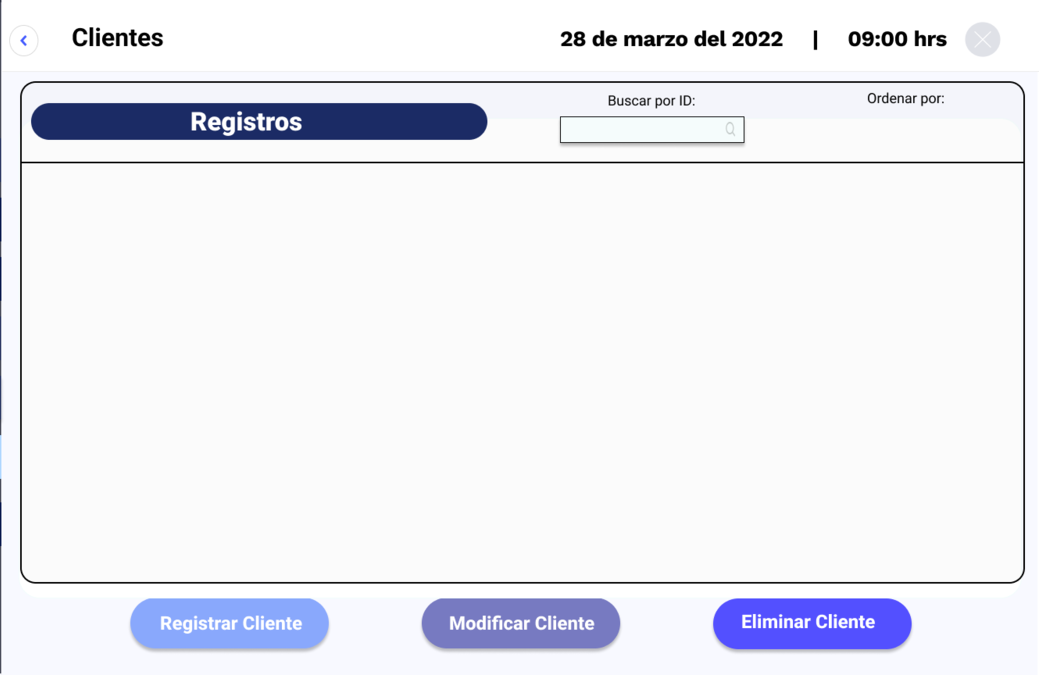 Clientes
28 de marzo del 2022 | 09:00 hrs
Registros
Buscar por ID:
Ordenar por:
Registrar Cliente
Modificar Cliente
Eliminar Cliente